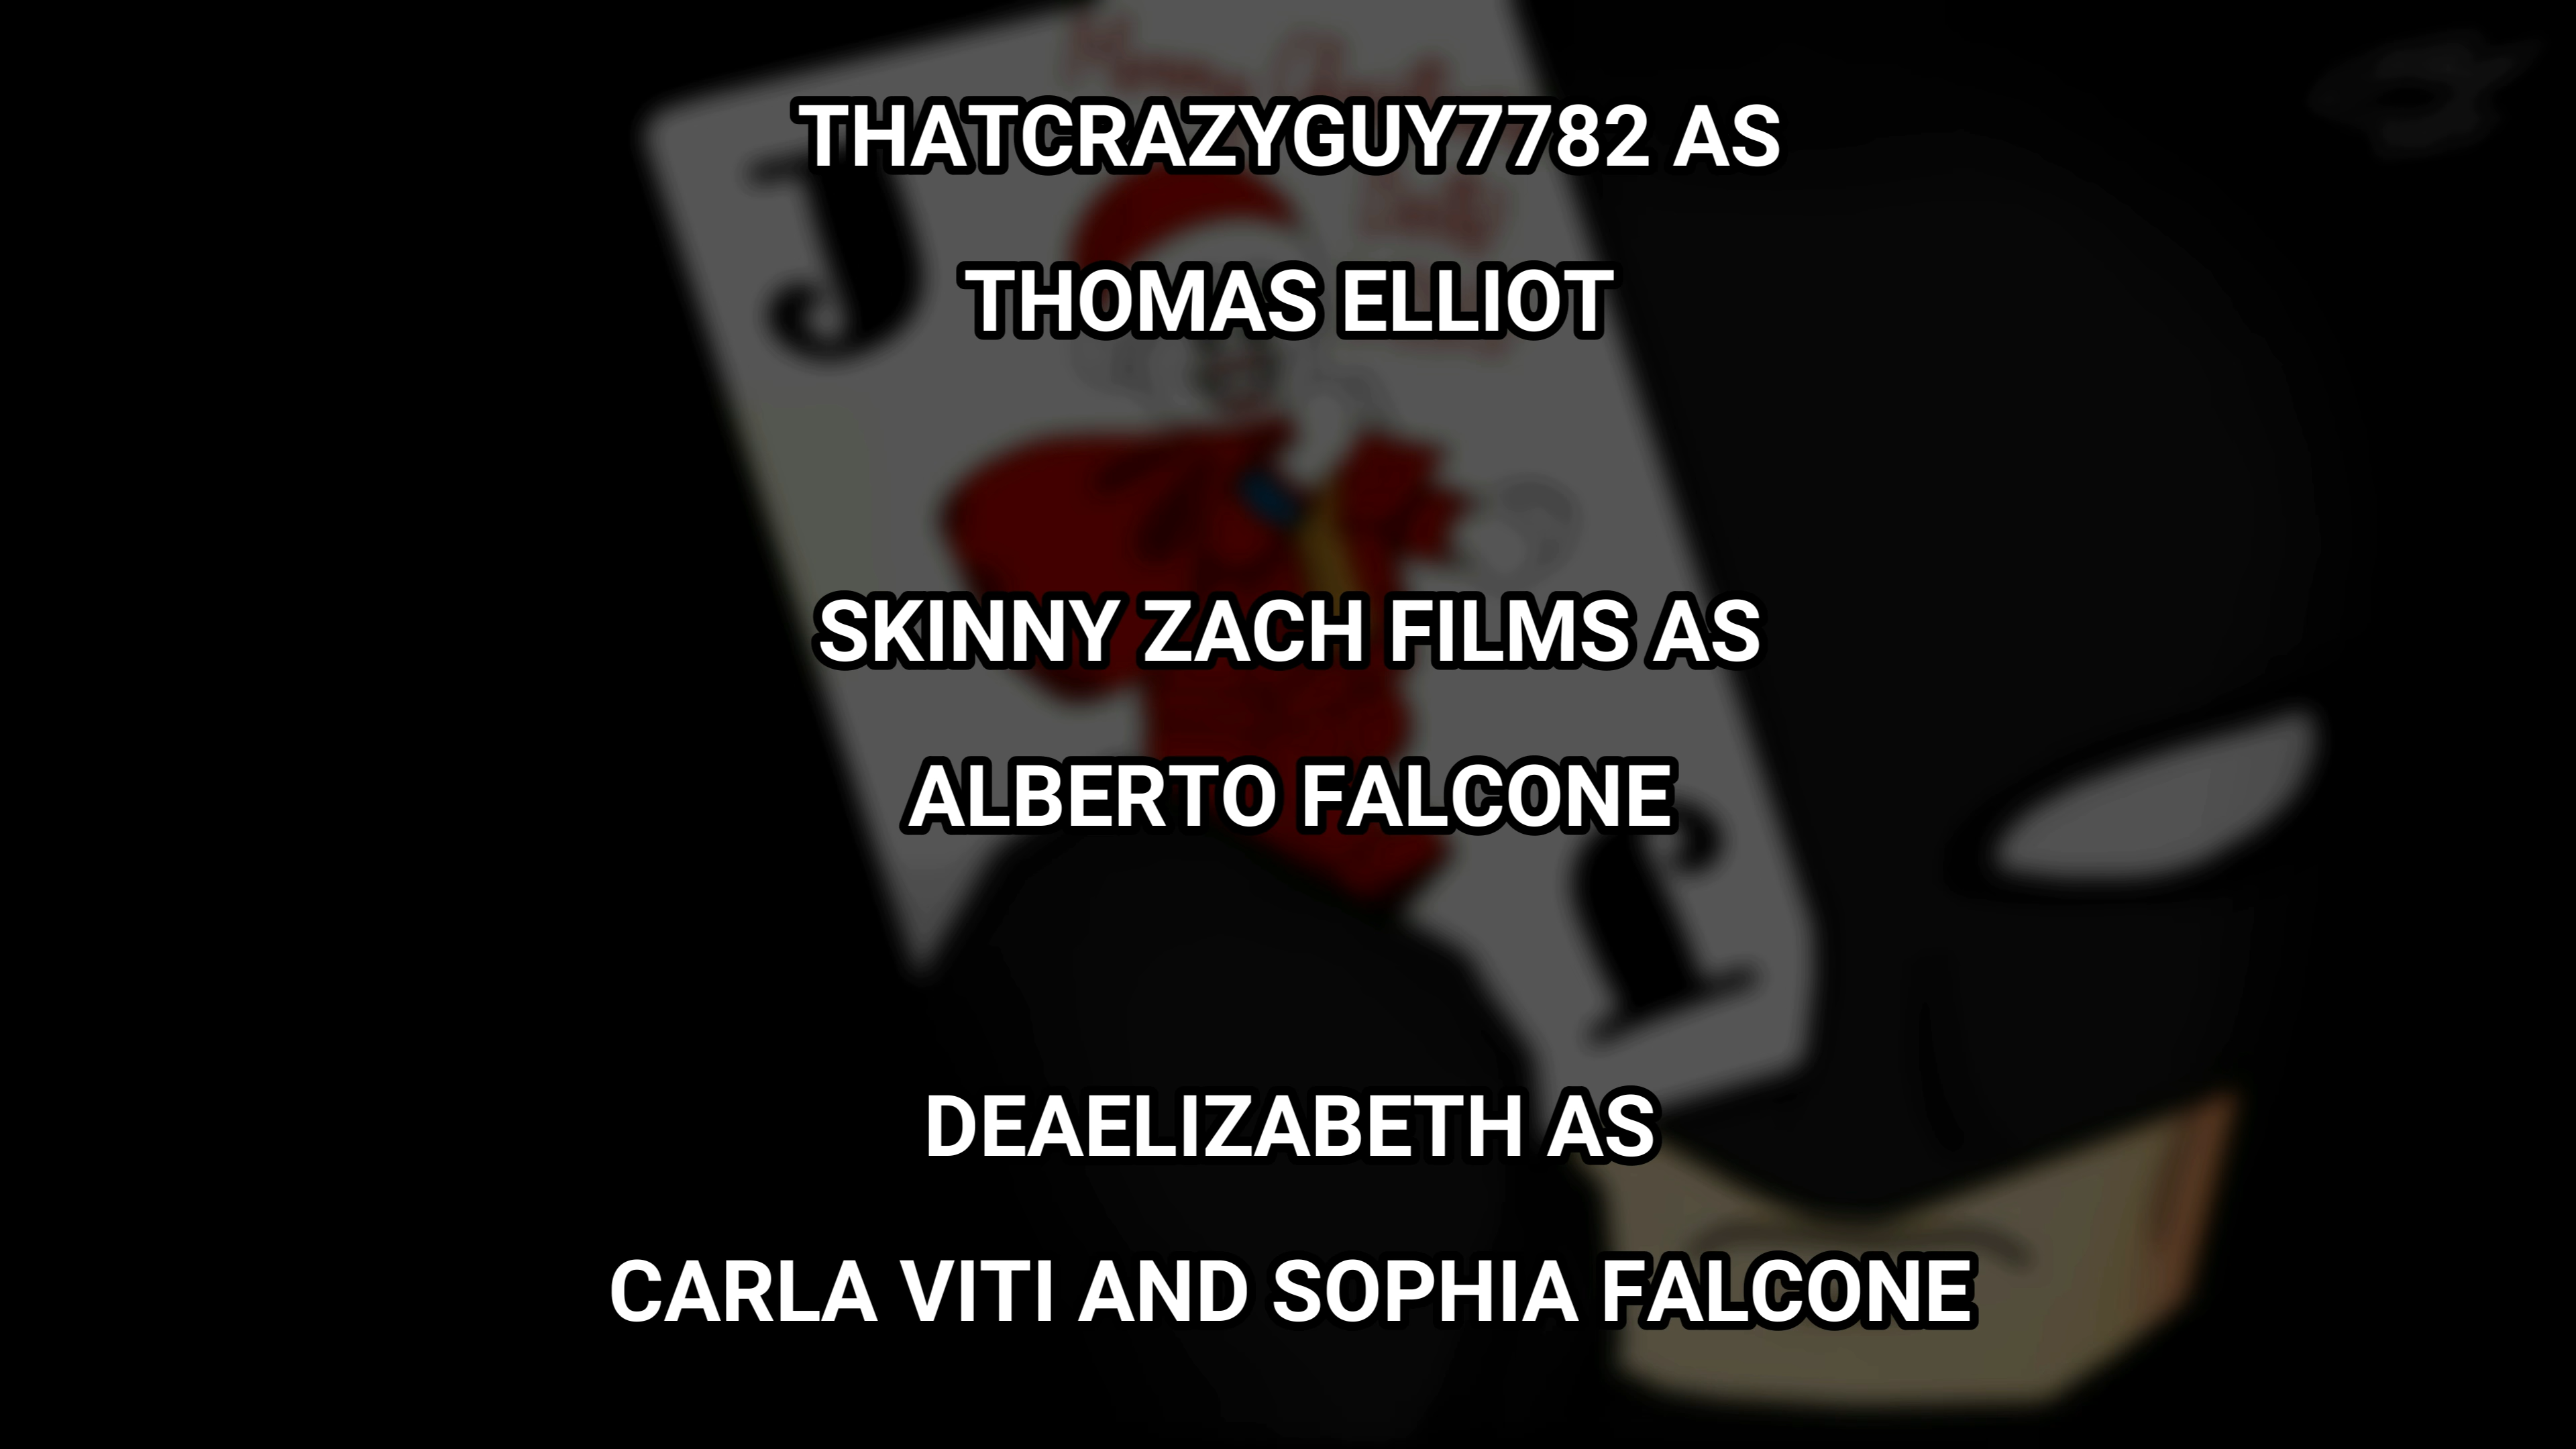 THATCRAZYGUY7782 AS
THOMAS ELLIOT
SKINNY ZACH FILMS AS
ALBERTO FALCONE
DEAELIZABETH AS
CARLA VITI AND SOPHIA FALCONE
J
J